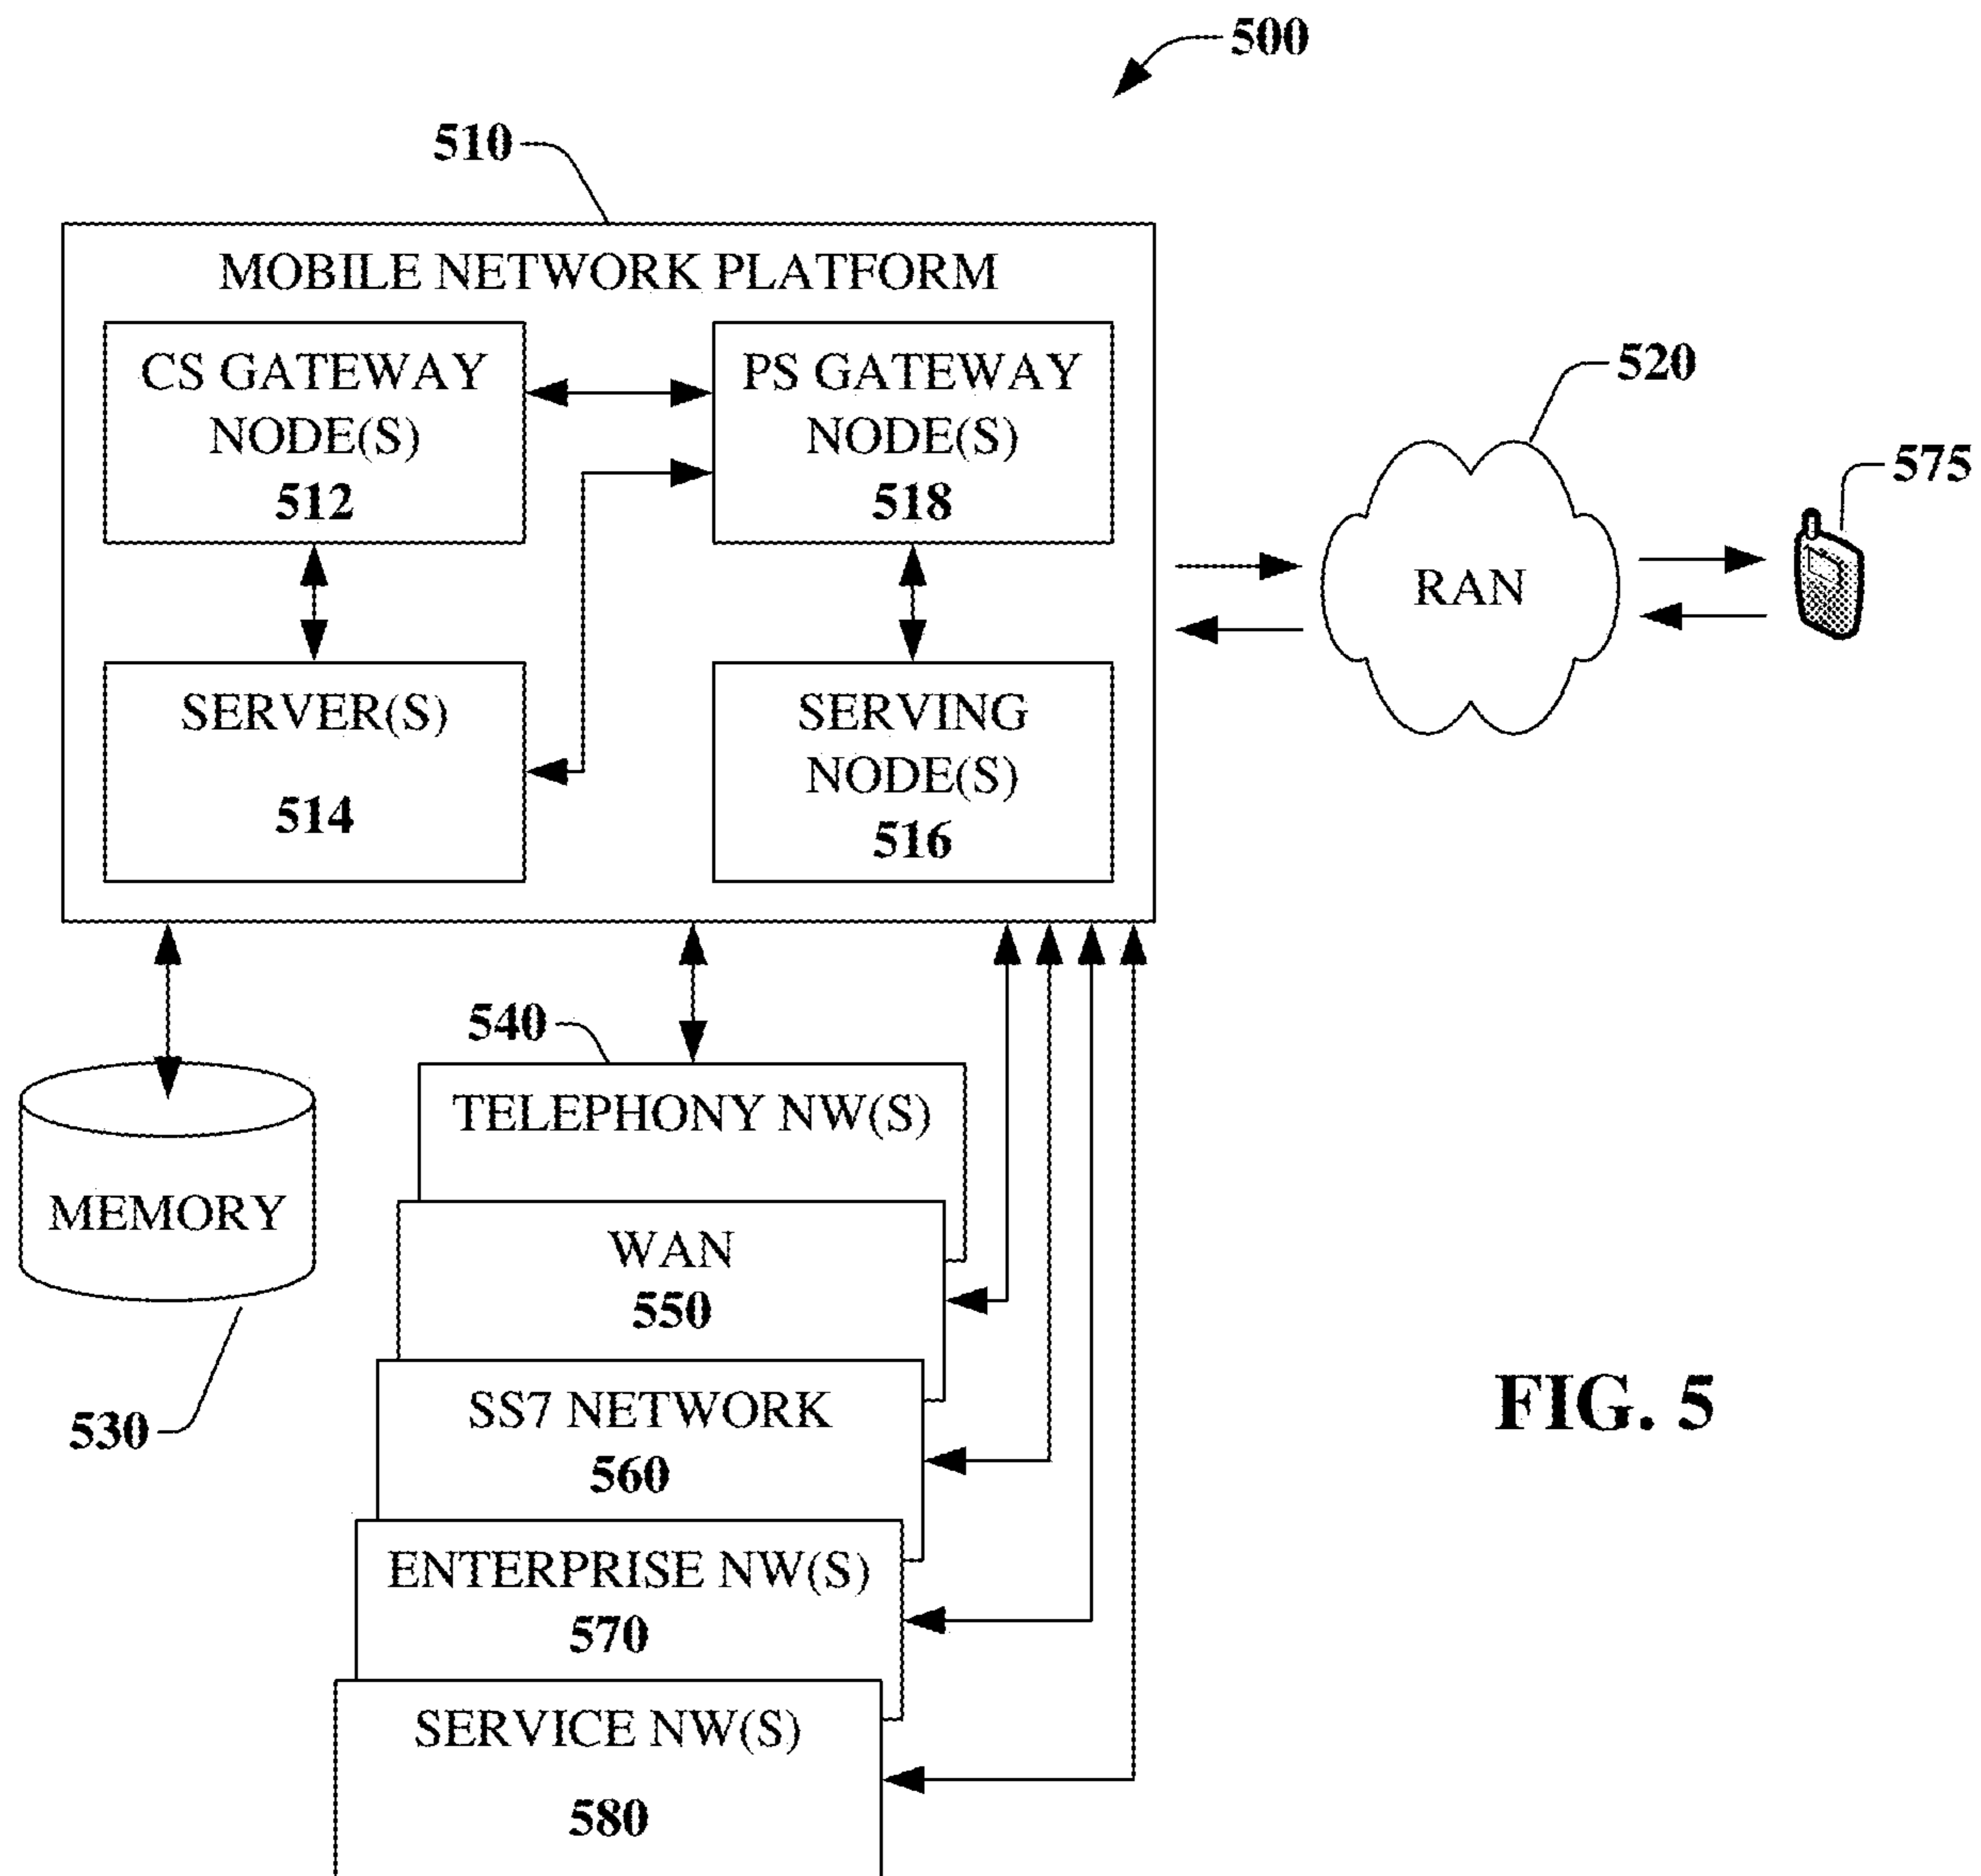 500
510
MOBILE NETWORK PLATFORM
CS GATEWAY
NODE(S)
512
PS GATEWAY
NODE(S)
518
SERVER(S)
514
SERVING
NODE(S)
516
520
RAN
575
540
TELEPHONY NW(S)
MEMORY
530
WAN
550
SS7 NETWORK
560
ENTERPRISE NW(S)
570
SERVICE NW(S)
580
FIG. 5